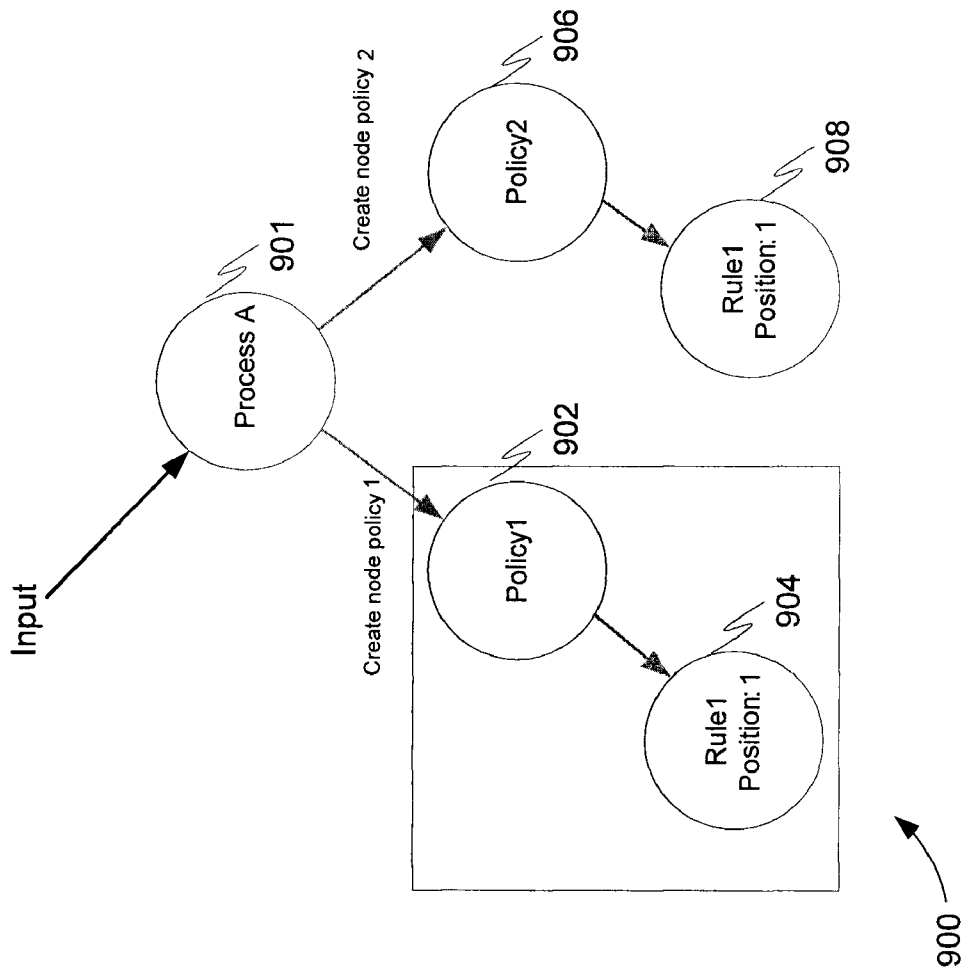 Input
Process A
901
Create node policy 1
Create node policy 2
Policy1
902
Policy2
906
Rule1
Position: 1
904
Rule1
Position: 1
908
900